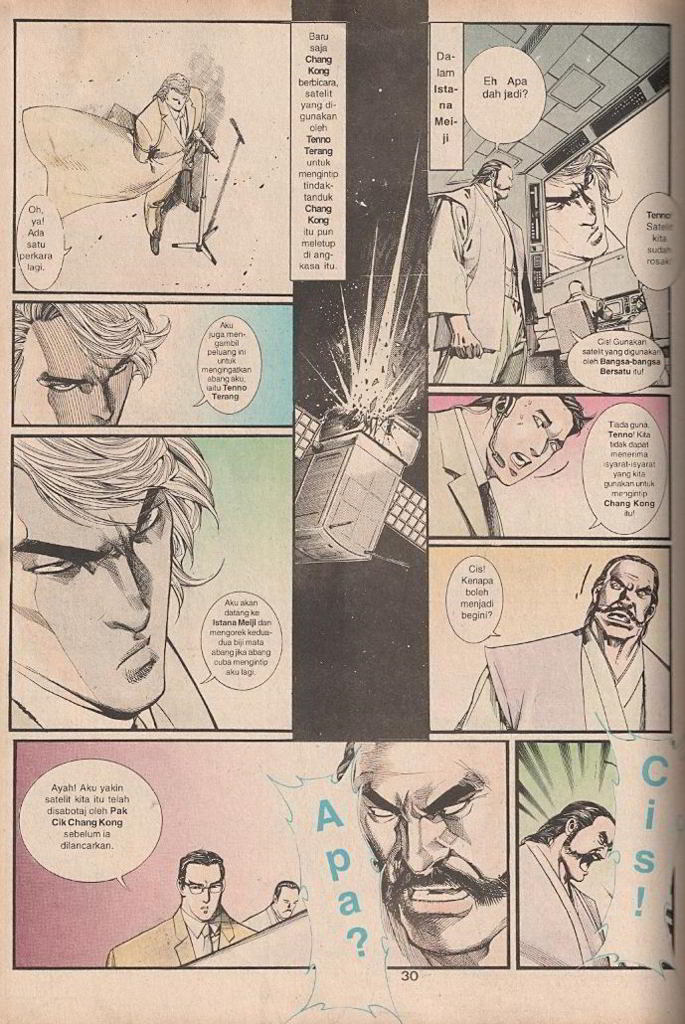 Oh,
ya!
Ada
satu
perkara
lagi.
Aku
juga men-
gambil
peluang ini
untuk
mengingatkan
abang aku,
iaitu Tenno
Terang
Aku akan
datang ke
Istana Meiji dan
mengorek kedua-
dua biji mata
abang jika abang
cuba mengintip
aku lagi.
Baru
saja
Chang
Kong
berbicara,
satelit
yang di-
gunakan
oleh
Tenno
Terang
untuk
mengintip
tindak-
tanduk
Chang
Kong
itu pun
meletup
di ang-
kasa itu.
Da-
lam
Ista-
na
Mei-
ji
Eh Apa
dah jadi?
Tenno!
Satelit
kita
sudah
rosak!
Cis! Gunakan
satelit yang digunakan
oleh Bangsa-bangsa
Bersatu itu!
Tiada guna,
Tenno! Kita
tidak dapat
menerima
isyarat-isyarat
yang kita
gunakan untuk
mengintip
Chang Kong
itu!
Cis!
Kenapa
boleh
menjadi
begini?
Ayah! Aku yakin
satelit kita itu telah
disabotaj oleh Pak
Cik Chang Kong
sebelum ia
dilancarkan.
Apa?
Cis!
30